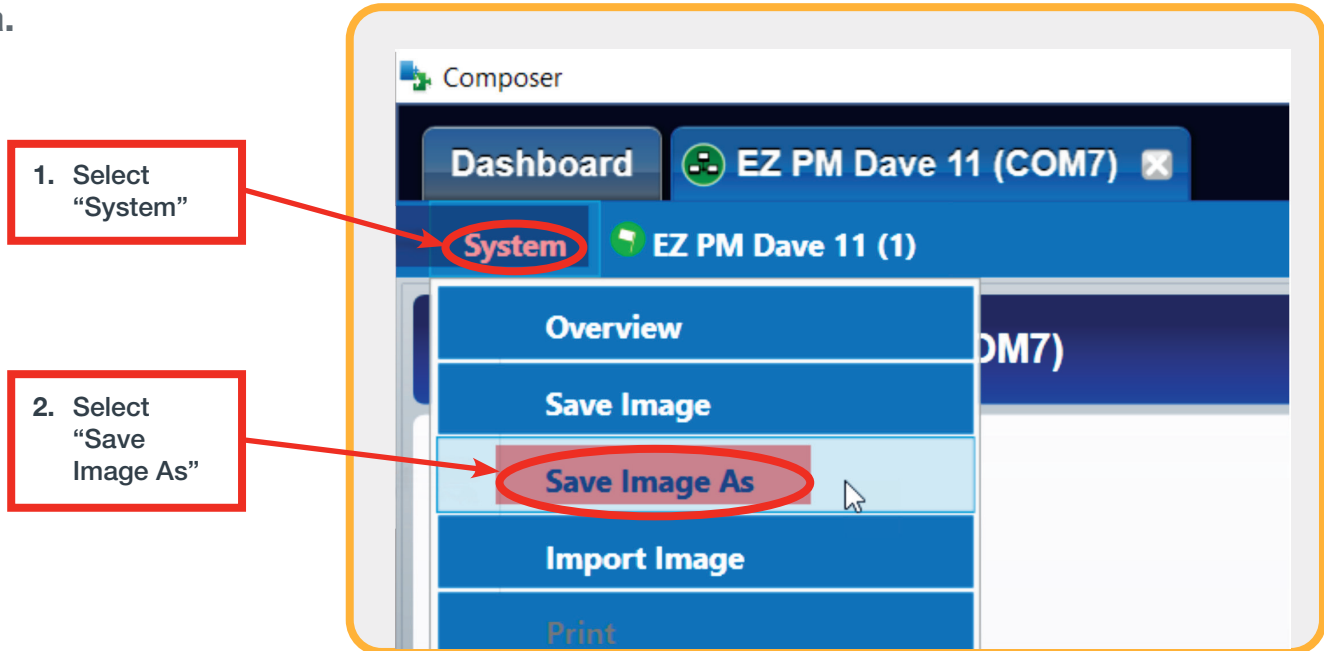 Composer
Dashboard
EZ PM Dave 11 (COM7)
1. Select
“System”
System
EZ PM Dave 11 (1)
Overview
OM7)
Save Image
2. Select
“Save
Image As”
Save Image As
Import Image
Print